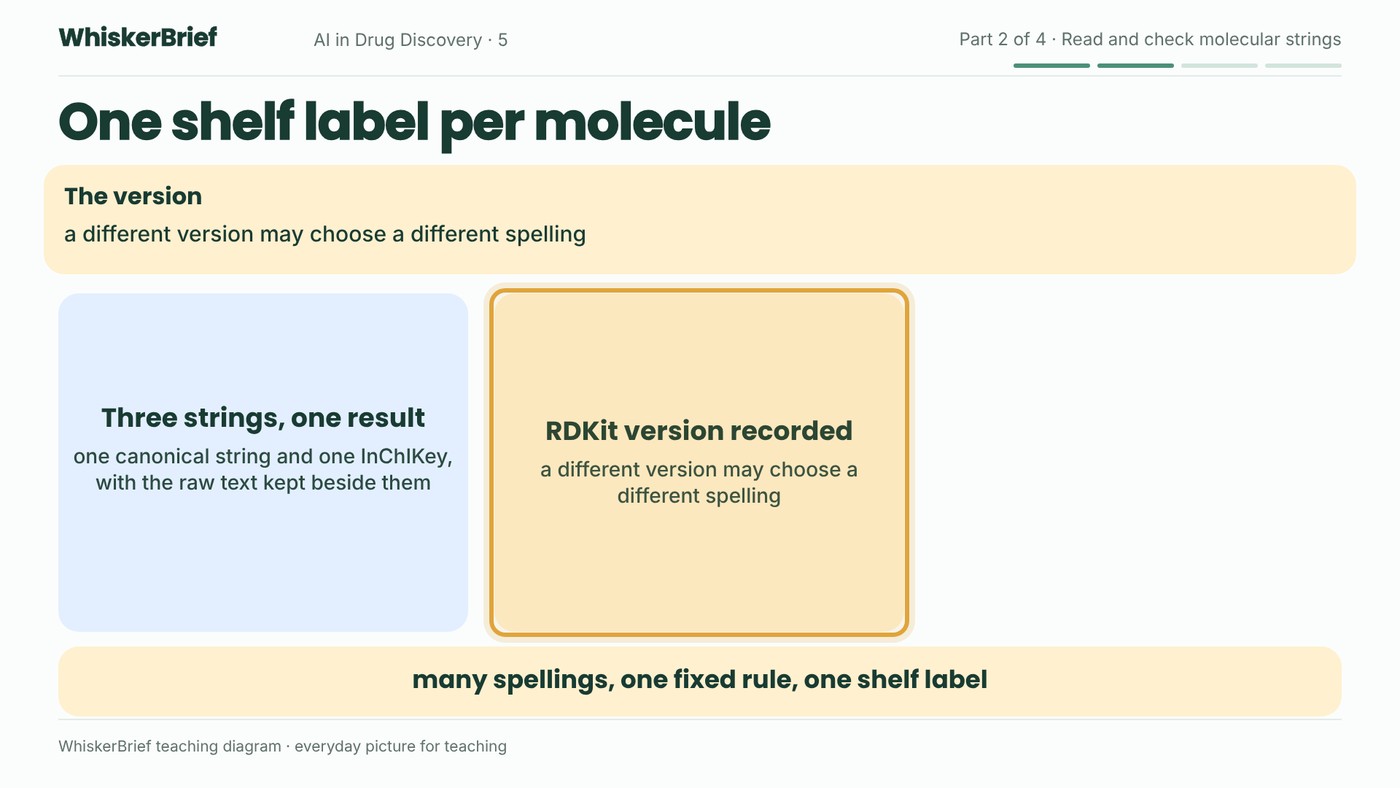 WhiskerBrief
AI in Drug Discovery · 5
Part 2 of 4 · Read and check molecular strings
One shelf label per molecule
The version
a different version may choose a different spelling
Three strings, one result
one canonical string and one InChIKey,
with the raw text kept beside them
RDKit version recorded
a different version may choose a
different spelling
many spellings, one fixed rule, one shelf label
WhiskerBrief teaching diagram · everyday picture for teaching